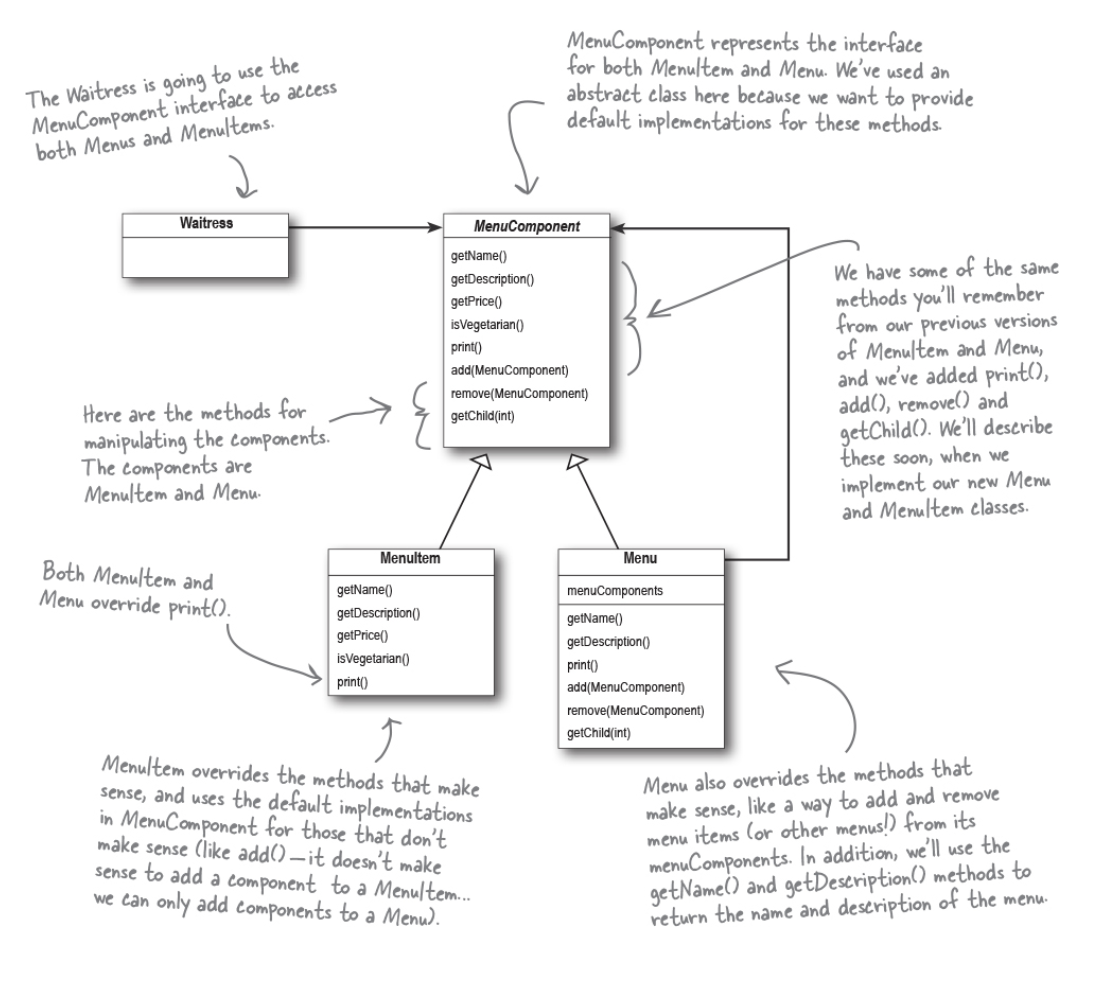 MenuComponent represents the interface
for both MenuItem and Menu. We've used an
abstract class here because we want to provide
default implementations for these methods.
The Waitress is going to use the
MenuComponent interface to access
both Menus and MenuItems.
Waitress
MenuComponent
getName()
getDescription()
getPrice()
isVegetarian()
print()
add(MenuComponent)
remove(MenuComponent)
getChild(int)
We have some of the same
methods you'll remember
from our previous versions
of MenuItem and Menu,
and we've added print(),
add(), remove() and
getChild(). We'll describe
these soon, when we
implement our new Menu
and MenuItem classes.
Here are the methods for
manipulating the components.
The components are
MenuItem and Menu.
Both MenuItem and
Menu override print().
MenuItem
getName()
getDescription()
getPrice()
isVegetarian()
print()
Menu
menuComponents
getName()
getDescription()
print()
add(MenuComponent)
remove(MenuComponent)
getChild(int)
MenuItem overrides the methods that make
sense, and uses the default implementations
in MenuComponent for those that don't
make sense (like add() – it doesn't make
sense to add a component to a MenuItem...
we can only add components to a Menu).
Menu also overrides the methods that
make sense, like a way to add and remove
menu items (or other menus!) from its
menuComponents. In addition, we'll use the
getName() and getDescription() methods to
return the name and description of the menu.